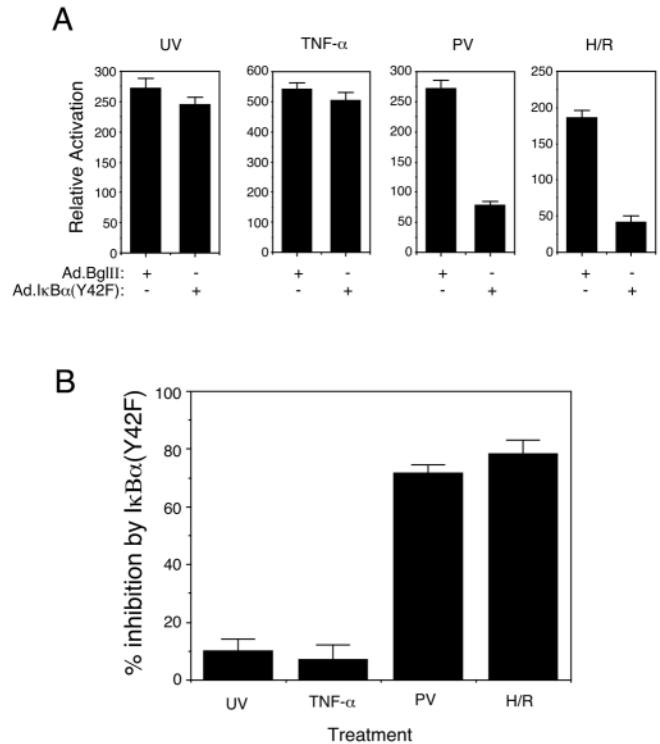 A
UV TNF-α PV H/R
Relative Activation
300 250 200 150 100 50 0
600 500 400 300 200 100 0
300 250 200 150 100 50 0
250 200 150 100 50 0
Ad.BglII: + - + - + - + -
Ad.IκBα(Y42F): - + - + - + - +
B
% inhibition by IκBα(Y42F)
100
80
60
40
20
0
UV TNF-α PV H/R
Treatment